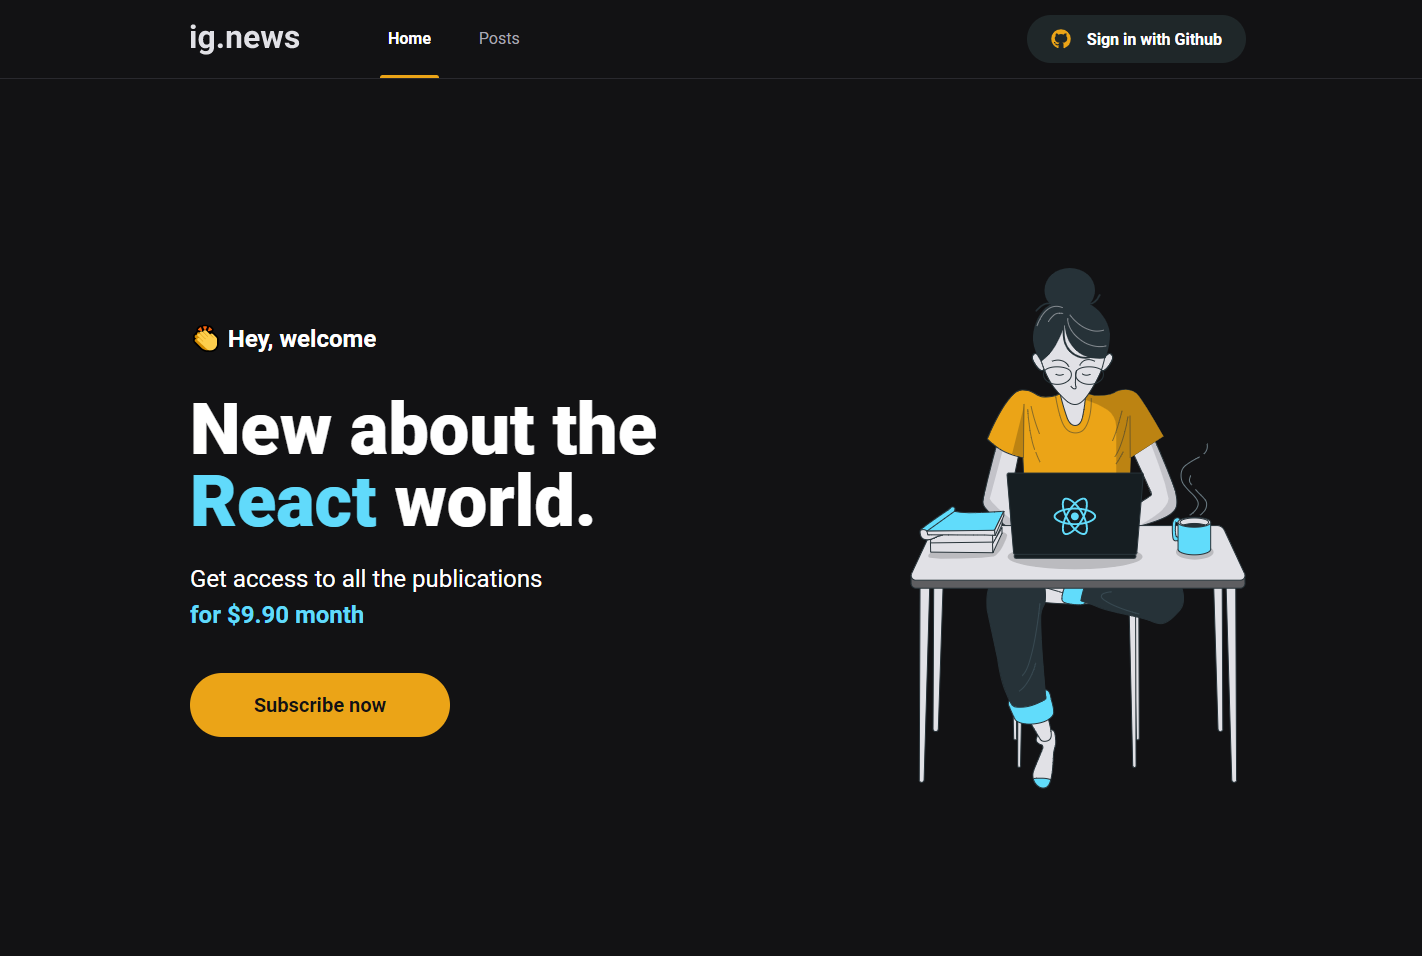 ig.news
Home
Posts
Sign in with Github
Hey, welcome
New about the
React world.
Get access to all the publications
for $9.90 month
Subscribe now